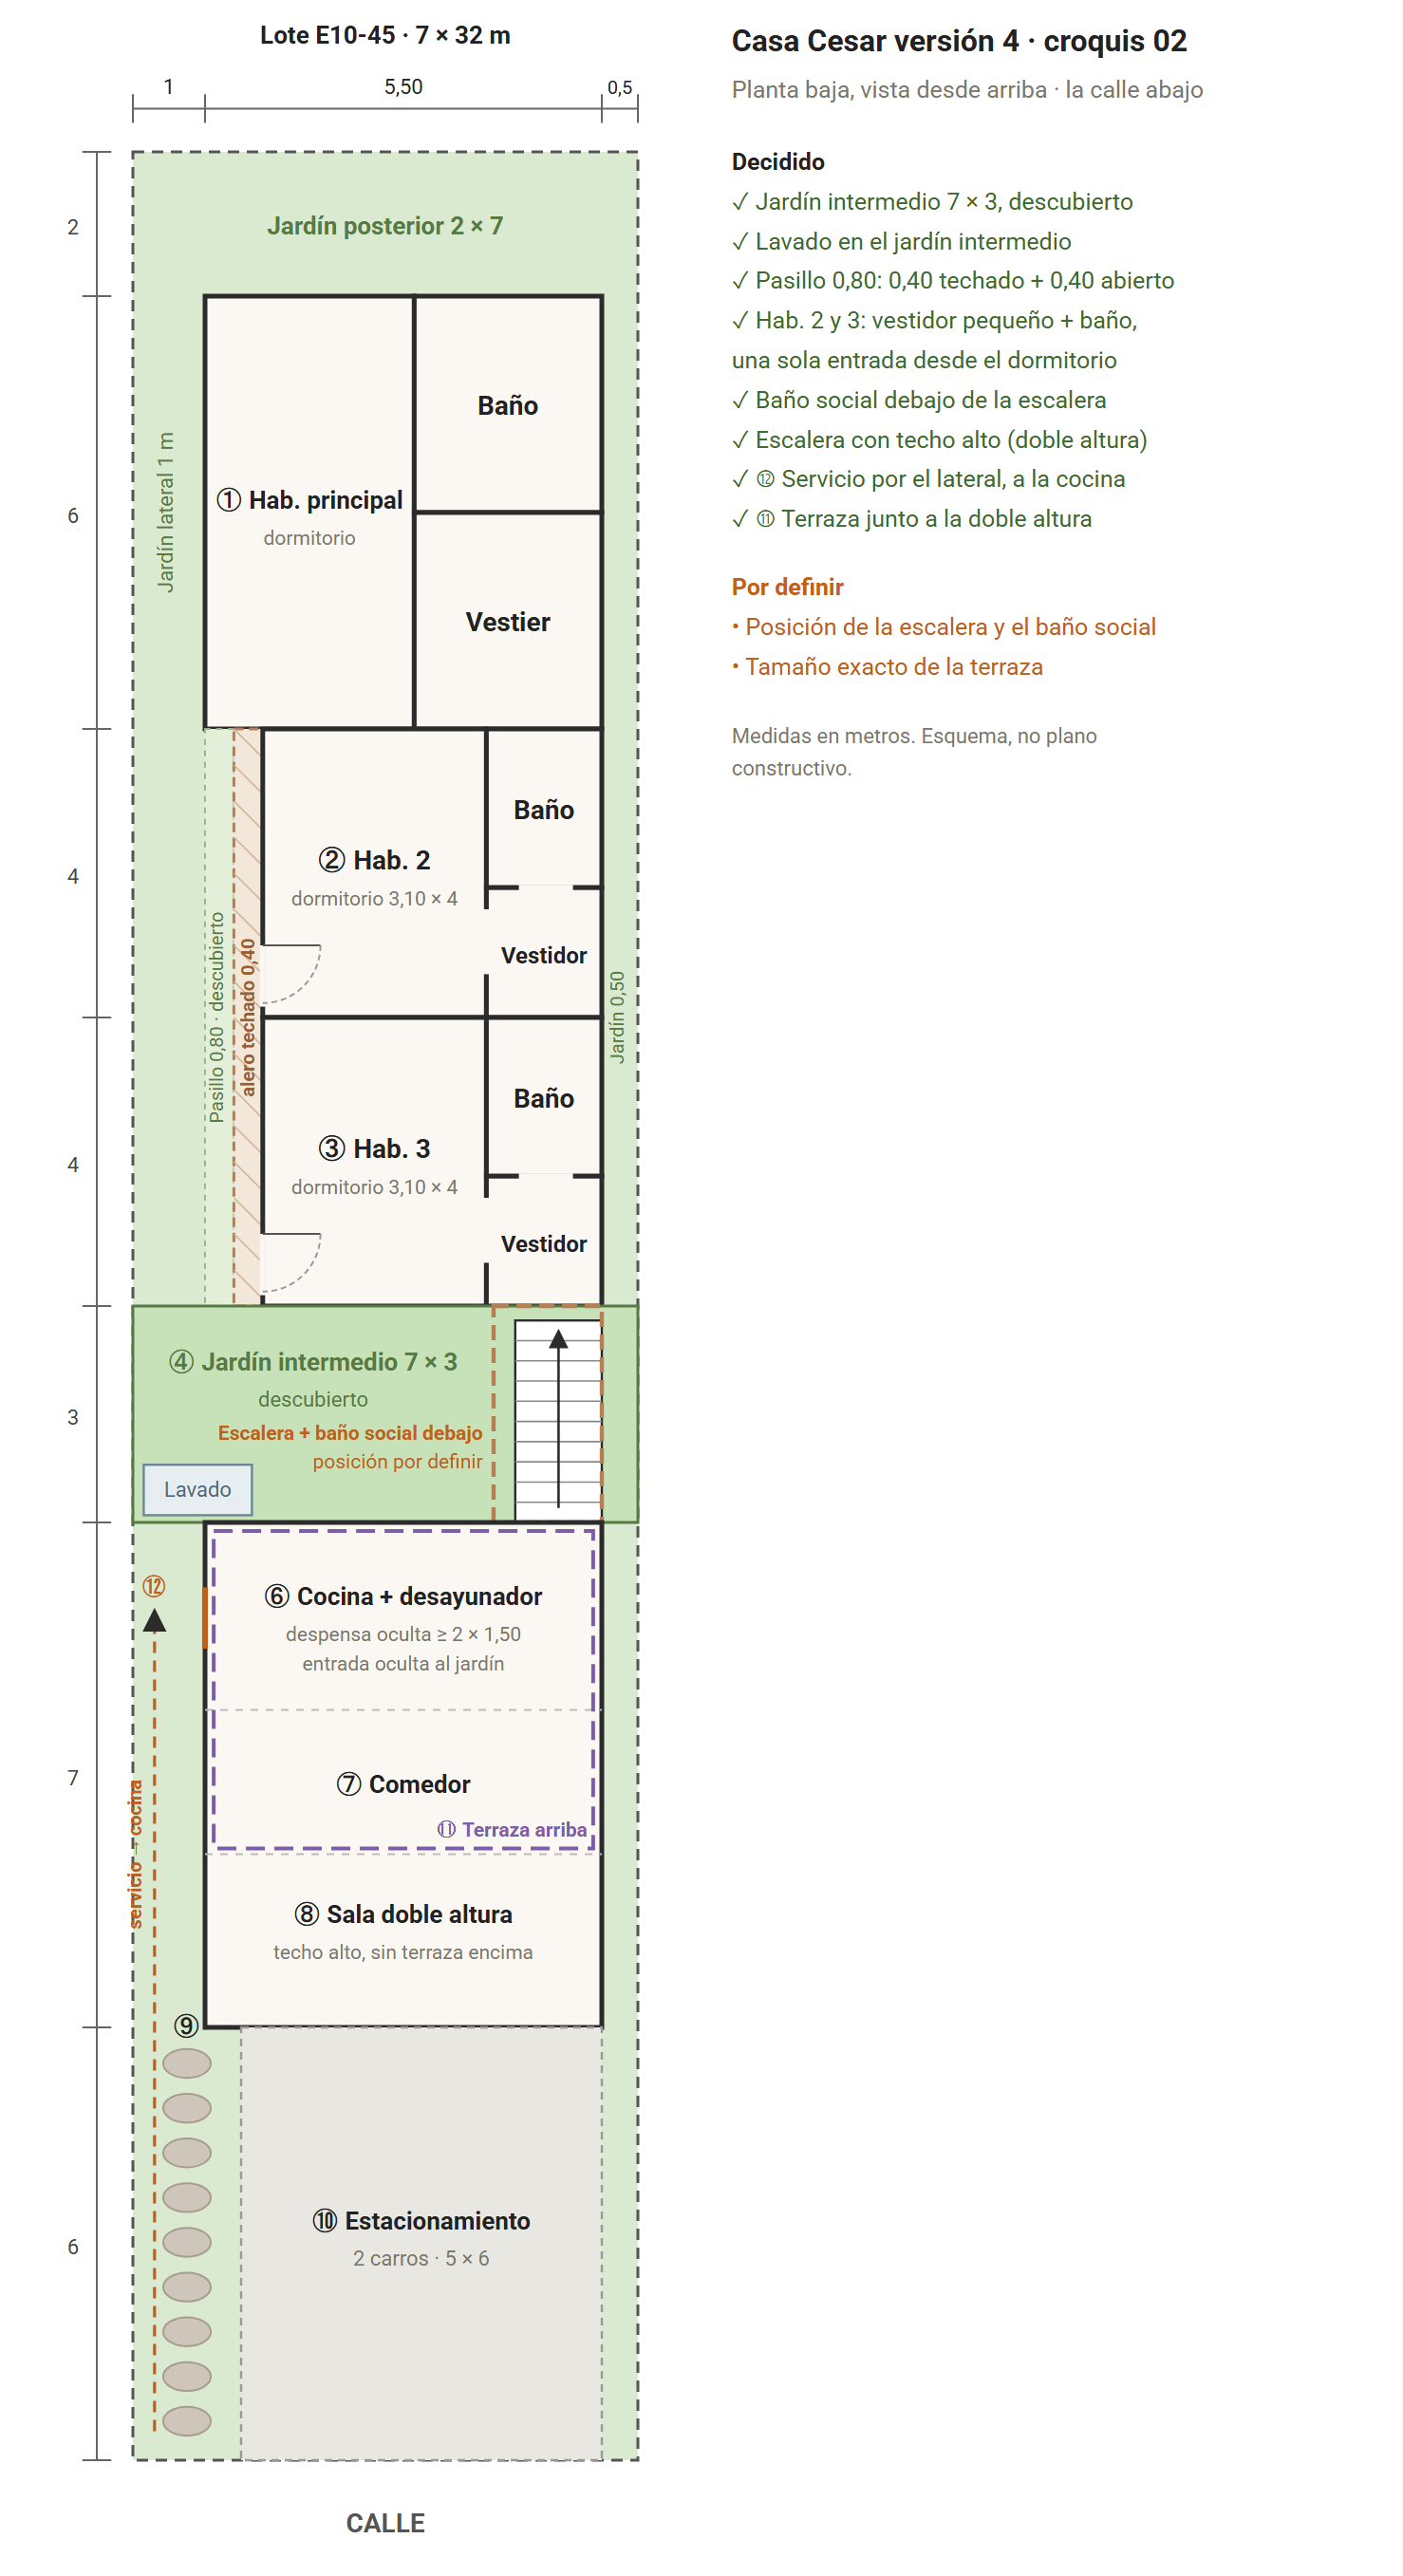 Lote E10-45 · 7 × 32 m
1
5,50
0,5
2
6
4
4
3
7
6
Jardín posterior 2 × 7
Jardín lateral 1 m
Baño
① Hab. principal
dormitorio
Vestier
Baño
② Hab. 2
dormitorio 3,10 × 4
Vestidor
Pasillo 0,80 · descubierto
alero techado 0,40
Jardín 0,50
Baño
③ Hab. 3
dormitorio 3,10 × 4
Vestidor
④ Jardín intermedio 7 × 3
descubierto
Escalera + baño social debajo
posición por definir
Lavado
⑫
⑥ Cocina + desayunador
despensa oculta ≥ 2 × 1,50
entrada oculta al jardín
⑦ Comedor
⑪ Terraza arriba
servicio → cocina
⑧ Sala doble altura
techo alto, sin terraza encima
⑨
⑩ Estacionamiento
2 carros · 5 × 6
CALLE
Casa Cesar versión 4 · croquis 02
Planta baja, vista desde arriba · la calle abajo
Decidido
✓ Jardín intermedio 7 × 3, descubierto
✓ Lavado en el jardín intermedio
✓ Pasillo 0,80: 0,40 techado + 0,40 abierto
✓ Hab. 2 y 3: vestidor pequeño + baño,
una sola entrada desde el dormitorio
✓ Baño social debajo de la escalera
✓ Escalera con techo alto (doble altura)
✓ ⑫ Servicio por el lateral, a la cocina
✓ ⑪ Terraza junto a la doble altura
Por definir
• Posición de la escalera y el baño social
• Tamaño exacto de la terraza
Medidas en metros. Esquema, no plano
constructivo.